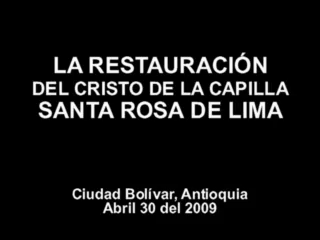 LA RESTAURACIÓN
DEL CRISTO DE LA CAPILLA
SANTA ROSA DE LIMA
Ciudad Bolívar, Antioquia
Abril 30 del 2009